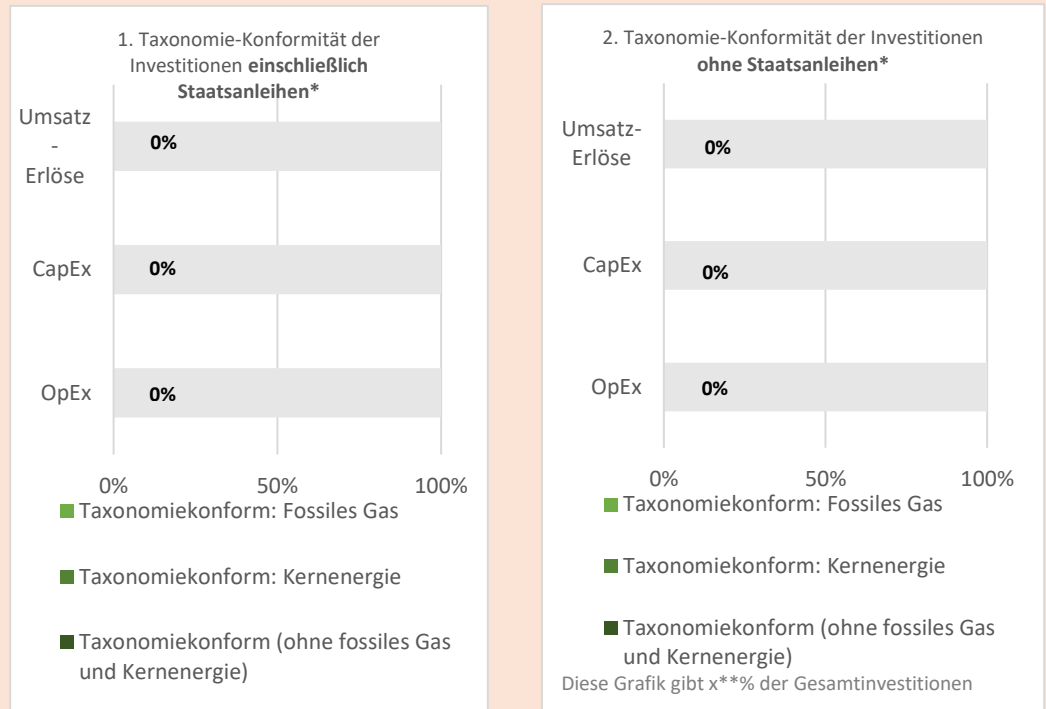 1. Taxonomie-Konformität der
Investitionen einschließlich
Staatsanleihen*
Umsatz
-
Erlöse
0%
CapEx
0%
OpEx
0%
0%
50%
100%
Taxonomiekonform: Fossiles Gas
Taxonomiekonform: Kernenergie
Taxonomiekonform (ohne fossiles Gas
und Kernenergie)
2. Taxonomie-Konformität der Investitionen
ohne Staatsanleihen*
Umsatz-
Erlöse
0%
CapEx
0%
OpEx
0%
0%
50%
100%
Taxonomiekonform: Fossiles Gas
Taxonomiekonform: Kernenergie
Taxonomiekonform (ohne fossiles Gas
und Kernenergie)
Diese Grafik gibt x**% der Gesamtinvestitionen